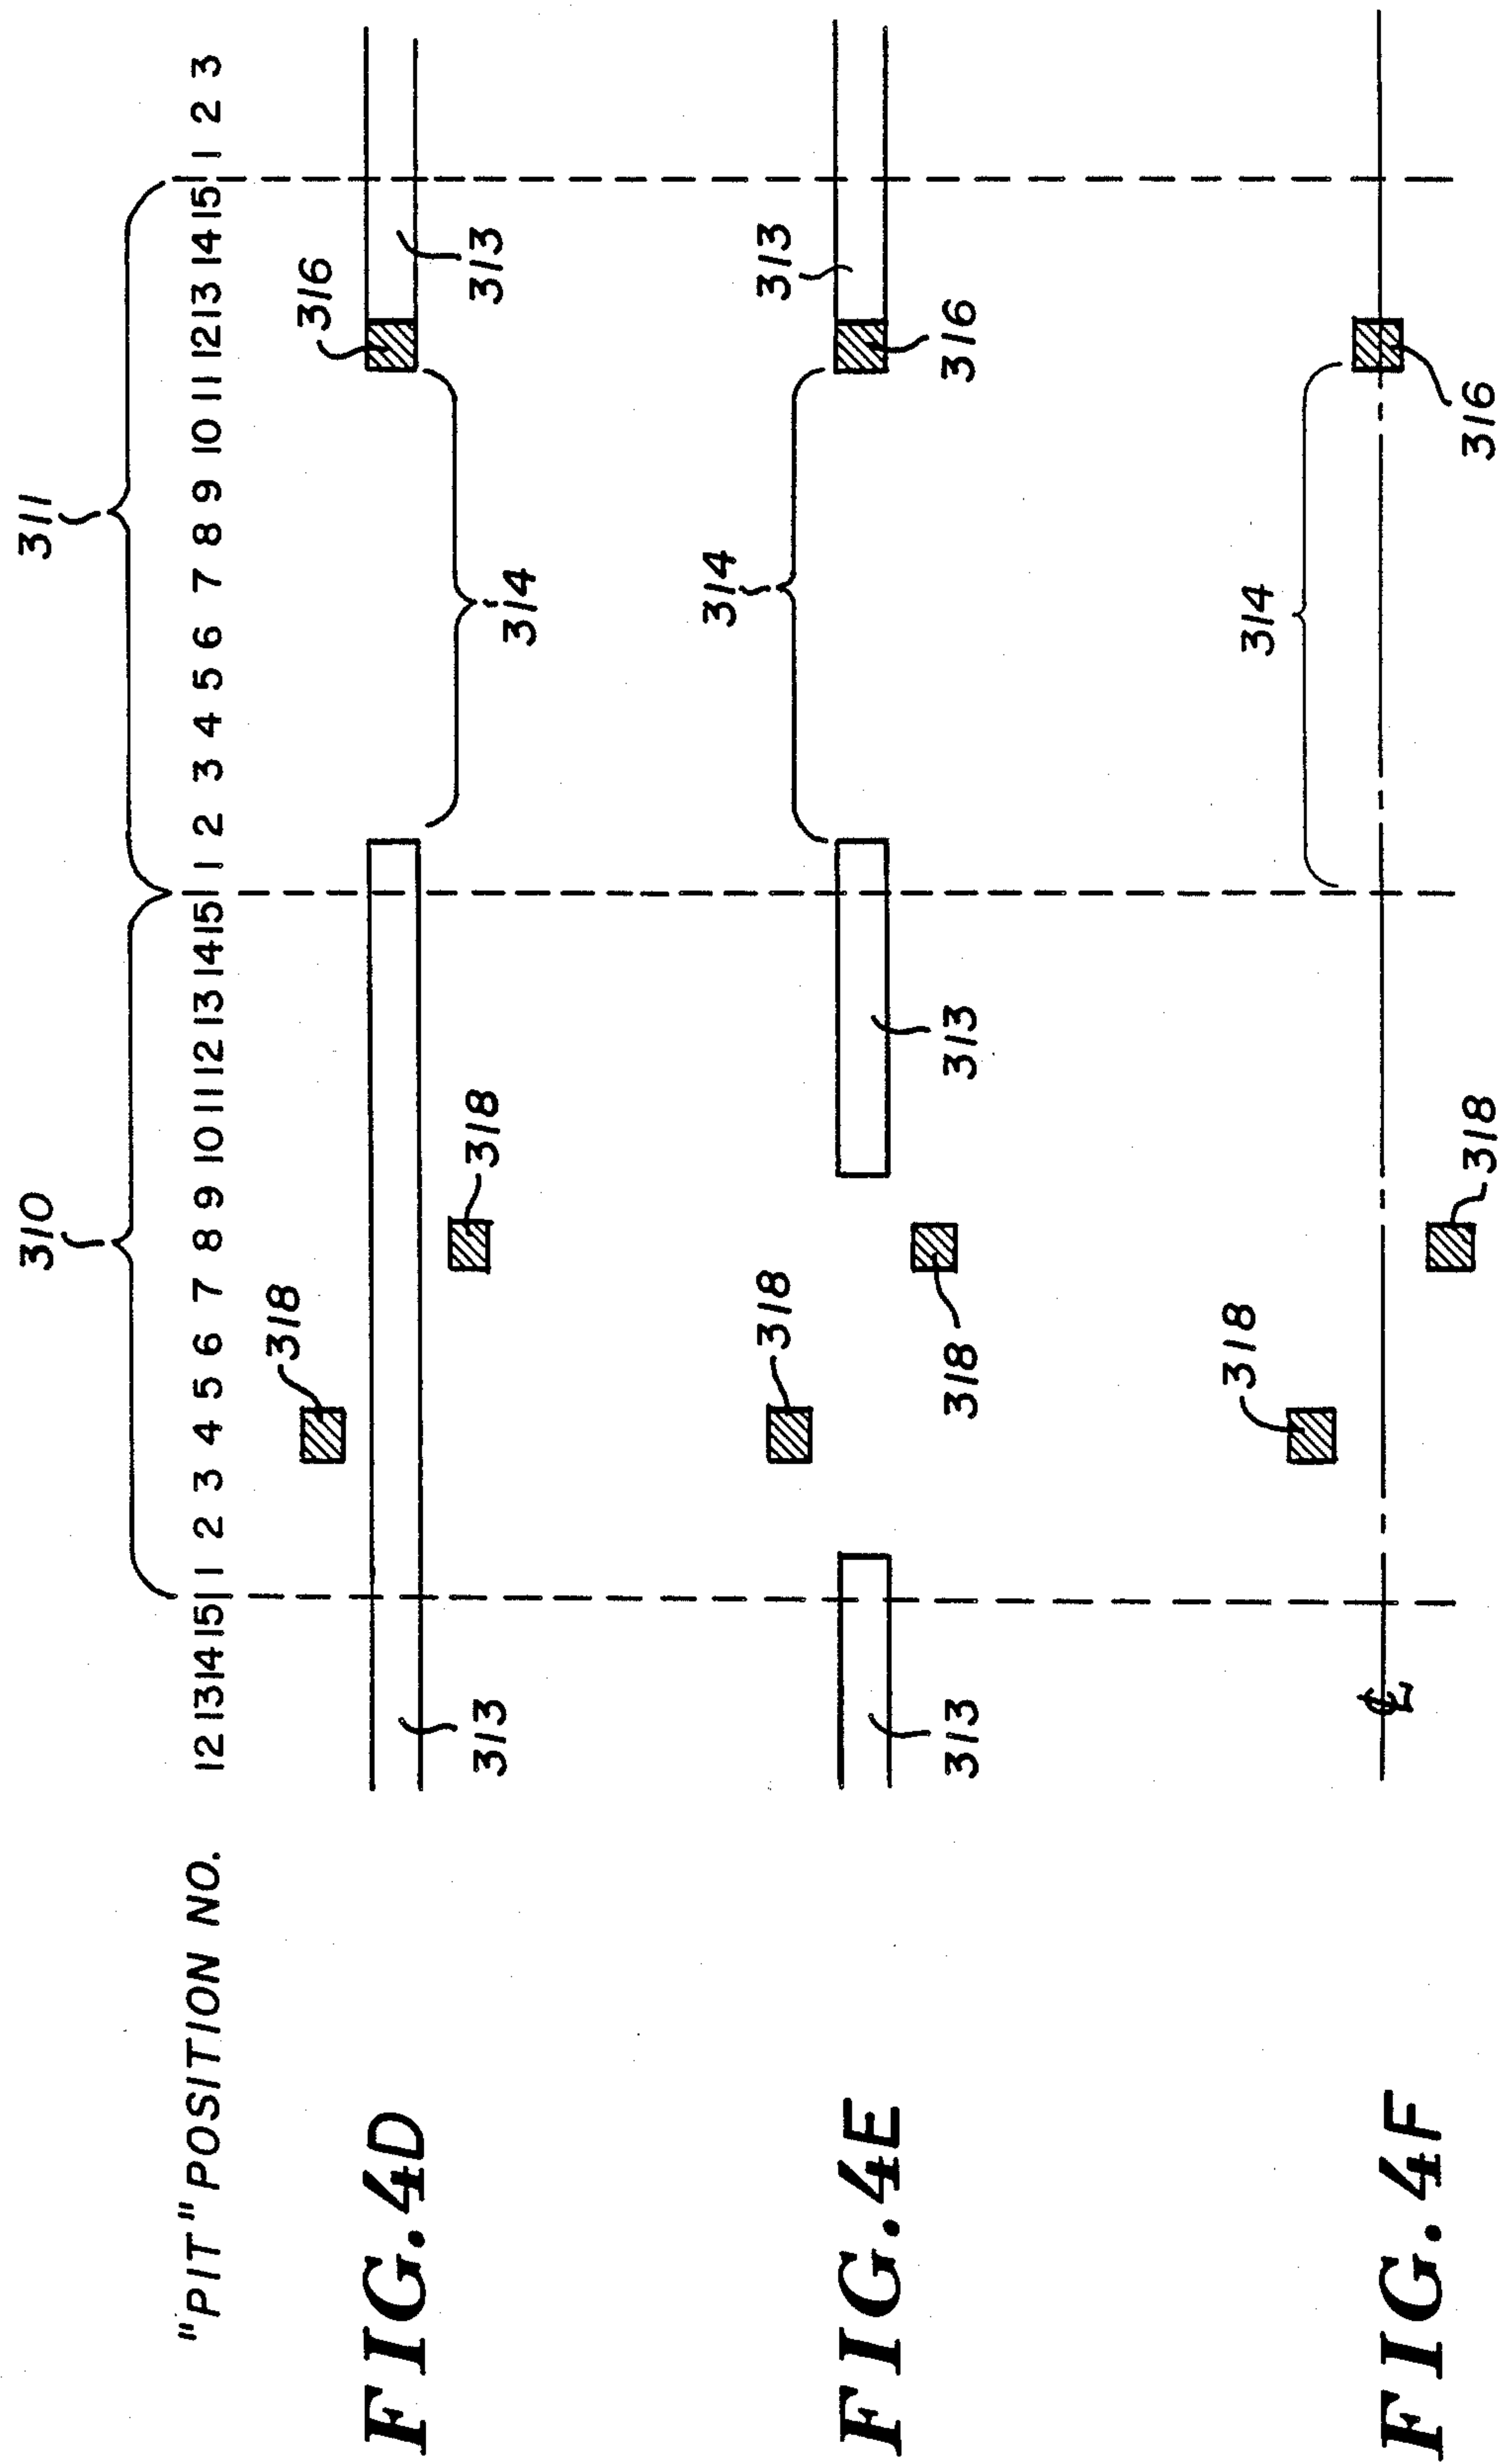 310 311
"PIT" POSITION NO. 12 13 14 15 1 2 3 4 5 6 7 8 9 10 11 12 13 14 15 1 2 3 4 5 6 7 8 9 10 11 12 13 14 15 1 2 3
318 316
FIG. 4D
313 318 314 313
318 314 313
FIG. 4E
313 318 313 316
318 314
FIG. 4F ℄
318 316